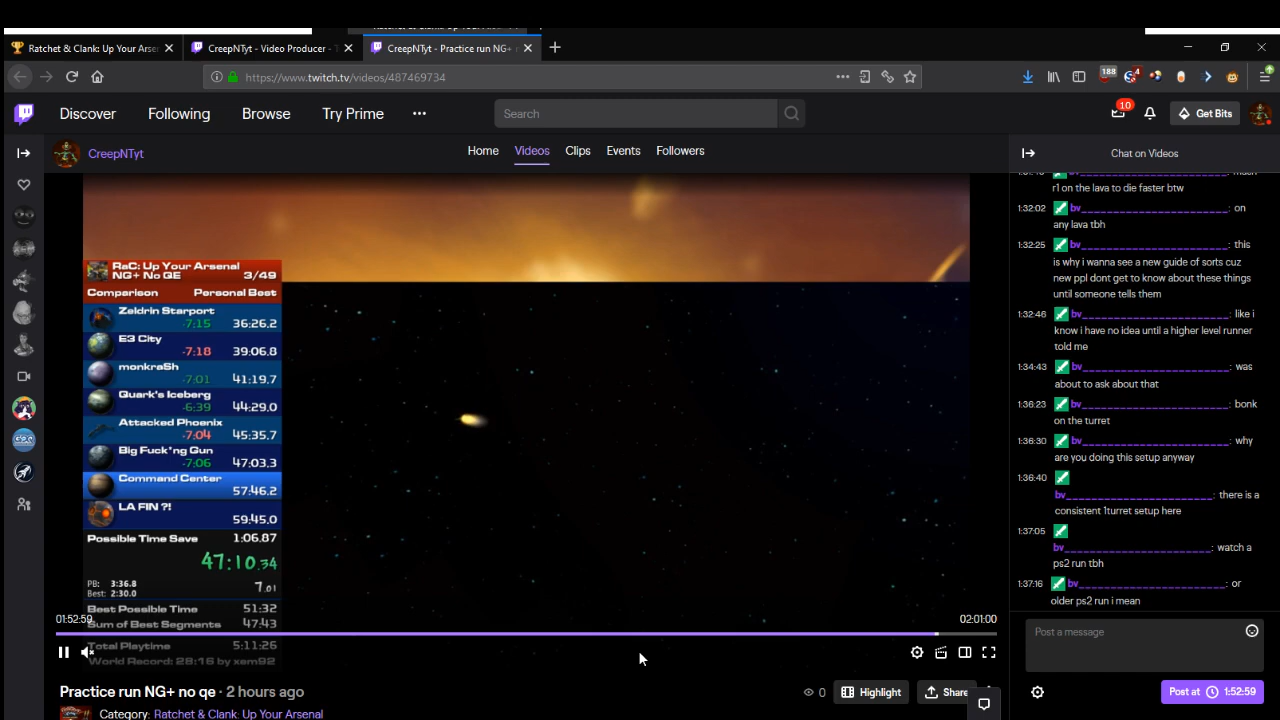 Ratchet & Clank: Up Your Arser
CreepNTyt - Video Producer - T
CreepNTyt - Practice run NG+ n
https://www.twitch.tv/videos/487469734
188
4
Discover
Following
Browse
Try Prime
Search
10
Get Bits
CreepNTyt
Home
Videos
Clips
Events
Followers
Chat on Videos
RaC: Up Your Arsenal
NG+ No QE 3/49
Comparison Personal Best
Zeldrin Starport
-7:15 36:26.2
E3 City
-7:18 39:06.8
monkraSh
-7:01 41:19.7
Quark's Iceberg
-6:39 44:29.0
Attacked Phoenix
-7:04 45:35.7
Big Fuck*ng Gun
-7:06 47:03.3
Command Center
57:46.2
LA FIN ?!
59:45.0
Possible Time Save 1:06.87
47:10.34
PB: 3:36.8
Best: 2:30.0
7.01
Best Possible Time 51:32
Sum of Best Segments 47:43
Total Playtime 5:11:26
World Record: 28:16 by xem92
01:52:59
02:01:00
Practice run NG+ no qe · 2 hours ago
0
Highlight
Share
Category: Ratchet & Clank: Up Your Arsenal
r1 on the lava to die faster btw
1:32:02 bv______________________________: on
any lava tbh
1:32:25 bv______________________________: this
is why i wanna see a new guide of sorts cuz
new ppl dont get to know about these things
until someone tells them
1:32:46 bv______________________________: like i
know i have no idea until a higher level runner
told me
1:34:43 bv______________________________: was
about to ask about that
1:36:23 bv______________________________: bonk
on the turret
1:36:30 bv______________________________: why
are you doing this setup anyway
1:36:40
bv______________________________: there is a
consistent 1turret setup here
1:37:05
bv______________________________: watch a
ps2 run tbh
1:37:16 bv______________________________: or
older ps2 run i mean
Post a message
Post at 1:52:59